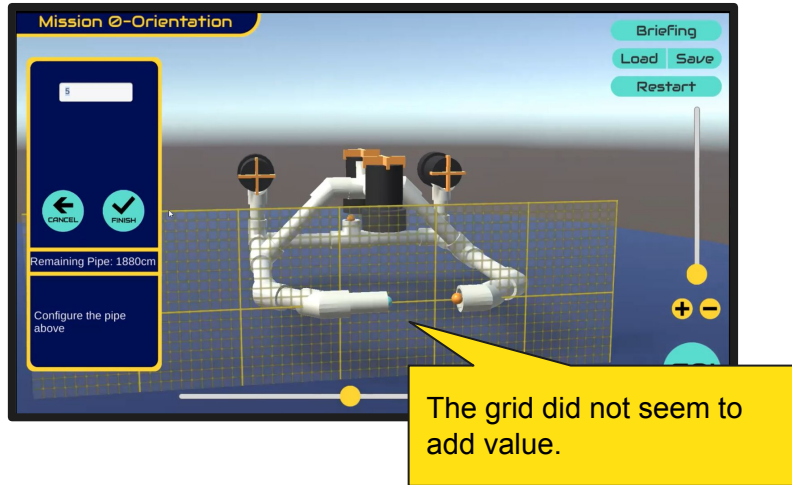 Mission 0-Orientation
Briefing
Load Save
Restart
5
CANCEL FINISH
Remaining Pipe: 1880cm
Configure the pipe
above
The grid did not seem to
add value.